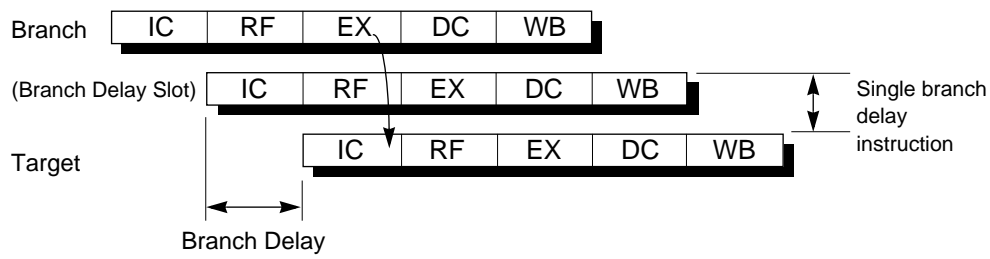 Branch IC RF EX DC WB
(Branch Delay Slot) IC RF EX DC WB
Single branch
delay
instruction
Target IC RF EX DC WB
Branch Delay